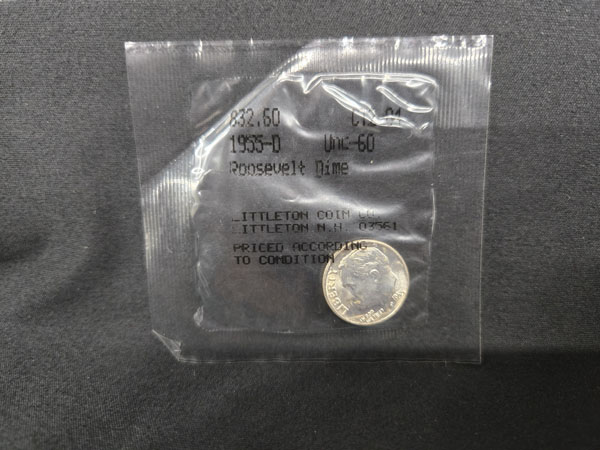 832.60
1955-D Unc-60
Roosevelt Dime
LITTLETON COIN CO.
LITTLETON N.H. 03561
PRICED ACCORDING
TO CONDITION
LIBERTY